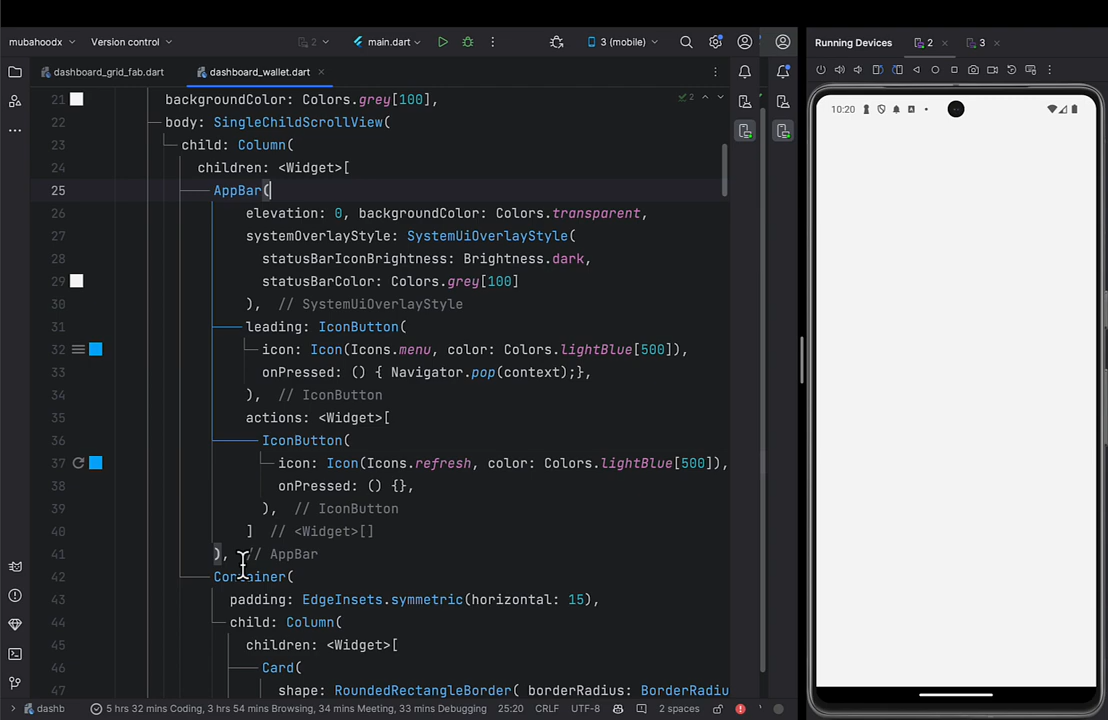 mubahoodx
Version control
2
main.dart
3 (mobile)
Running Devices
2
3
dashboard_grid_fab.dart
dashboard_wallet.dart
2
10:20
21 backgroundColor: Colors.grey[100],
22 body: SingleChildScrollView(
23 child: Column(
24 children: <Widget>[
25 AppBar(
26 elevation: 0, backgroundColor: Colors.transparent,
27 systemOverlayStyle: SystemUiOverlayStyle(
28 statusBarIconBrightness: Brightness.dark,
29 statusBarColor: Colors.grey[100]
30 ), // SystemUiOverlayStyle
31 leading: IconButton(
32 icon: Icon(Icons.menu, color: Colors.lightBlue[500]),
33 onPressed: () { Navigator.pop(context);},
34 ), // IconButton
35 actions: <Widget>[
36 IconButton(
37 icon: Icon(Icons.refresh, color: Colors.lightBlue[500]),
38 onPressed: () {},
39 ), // IconButton
40 ] // <Widget>[]
41 ), // AppBar
42 Container(
43 padding: EdgeInsets.symmetric(horizontal: 15),
44 child: Column(
45 children: <Widget>[
46 Card(
47 shape: RoundedRectangleBorder( borderRadius: BorderRadiu
dashb
5 hrs 32 mins Coding, 3 hrs 54 mins Browsing, 34 mins Meeting, 33 mins Debugging
25:20
CRLF
UTF-8
2 spaces